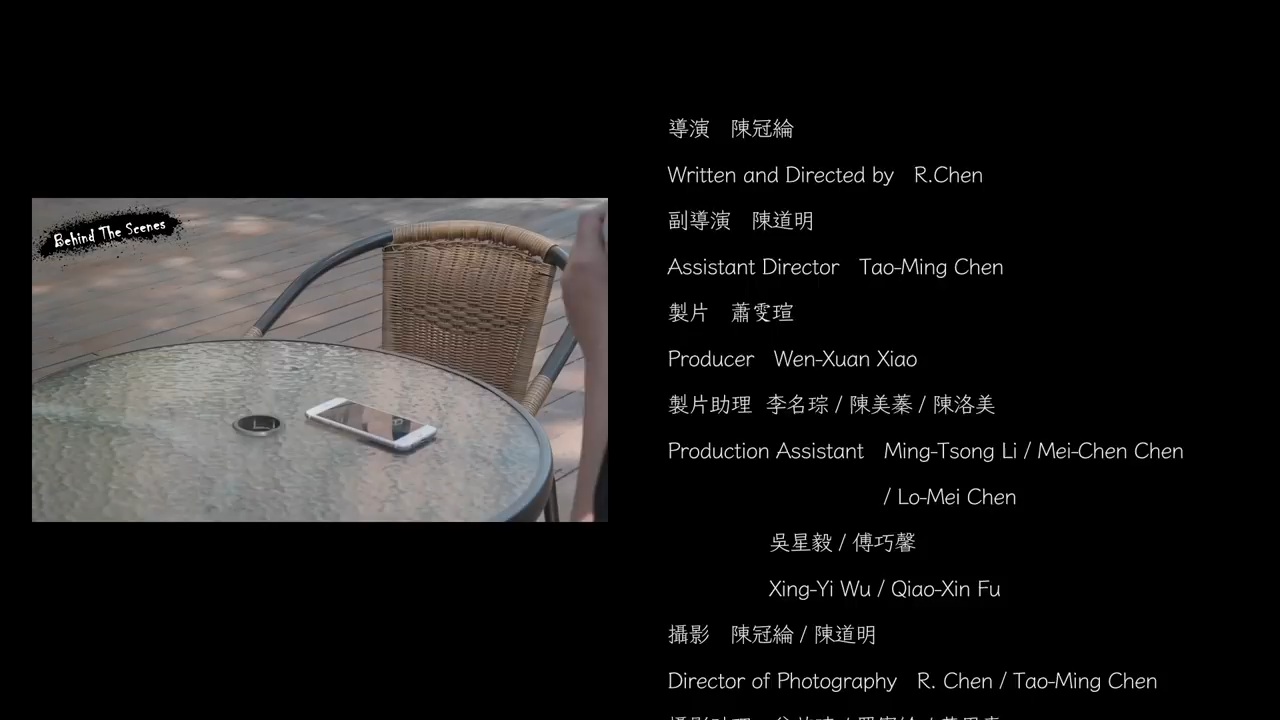 Behind The Scenes
導演 陳冠綸
Written and Directed by R.Chen
副導演 陳道明
Assistant Director Tao-Ming Chen
製片 蕭雯瑄
Producer Wen-Xuan Xiao
製片助理 李名琮 / 陳美蓁 / 陳洛美
Production Assistant Ming-Tsong Li / Mei-Chen Chen
/ Lo-Mei Chen
吳星毅 / 傅巧馨
Xing-Yi Wu / Qiao-Xin Fu
攝影 陳冠綸 / 陳道明
Director of Photography R. Chen / Tao-Ming Chen